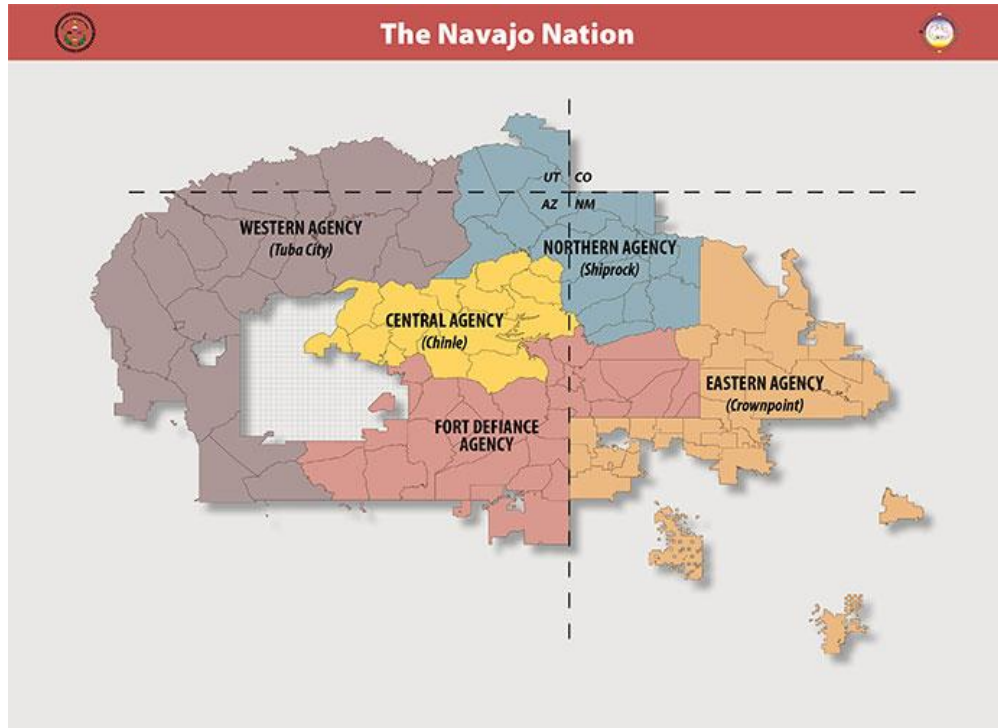 The Navajo Nation
UT CO
AZ NM
WESTERN AGENCY
(Tuba City)
NORTHERN AGENCY
(Shiprock)
CENTRAL AGENCY
(Chinle)
EASTERN AGENCY
(Crownpoint)
FORT DEFIANCE
AGENCY